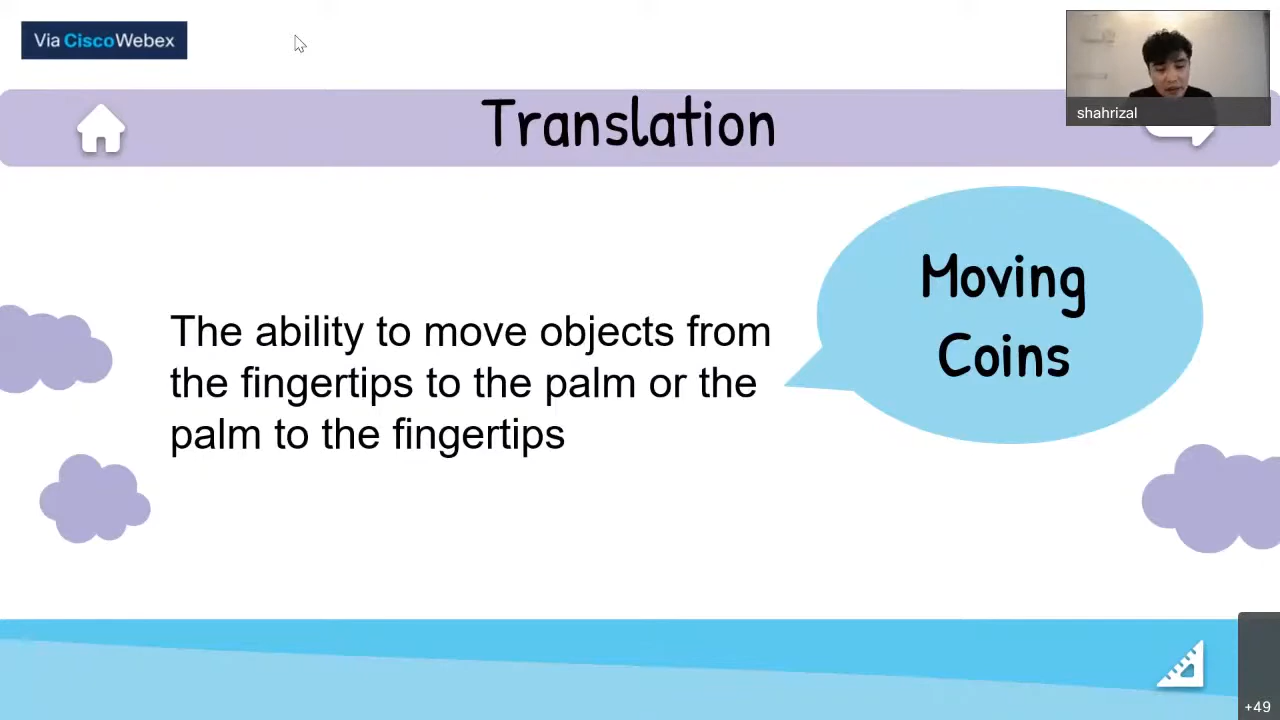 Via CiscoWebex
shahrizal
Translation
Moving
Coins
The ability to move objects from
the fingertips to the palm or the
palm to the fingertips
+49